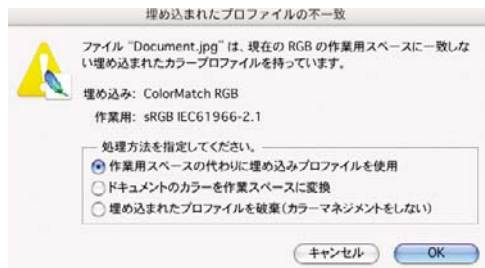 埋め込まれたプロファイルの不一致
ファイル "Document.jpg" は、現在の RGB の作業用スペースに一致しな
い埋め込まれたカラープロファイルを持っています。
埋め込み: ColorMatch RGB
作業用: sRGB IEC61966-2.1
処理方法を指定してください。
作業用スペースの代わりに埋め込みプロファイルを使用
ドキュメントのカラーを作業スペースに変換
埋め込まれたプロファイルを破棄(カラーマネジメントをしない)
キャンセル OK